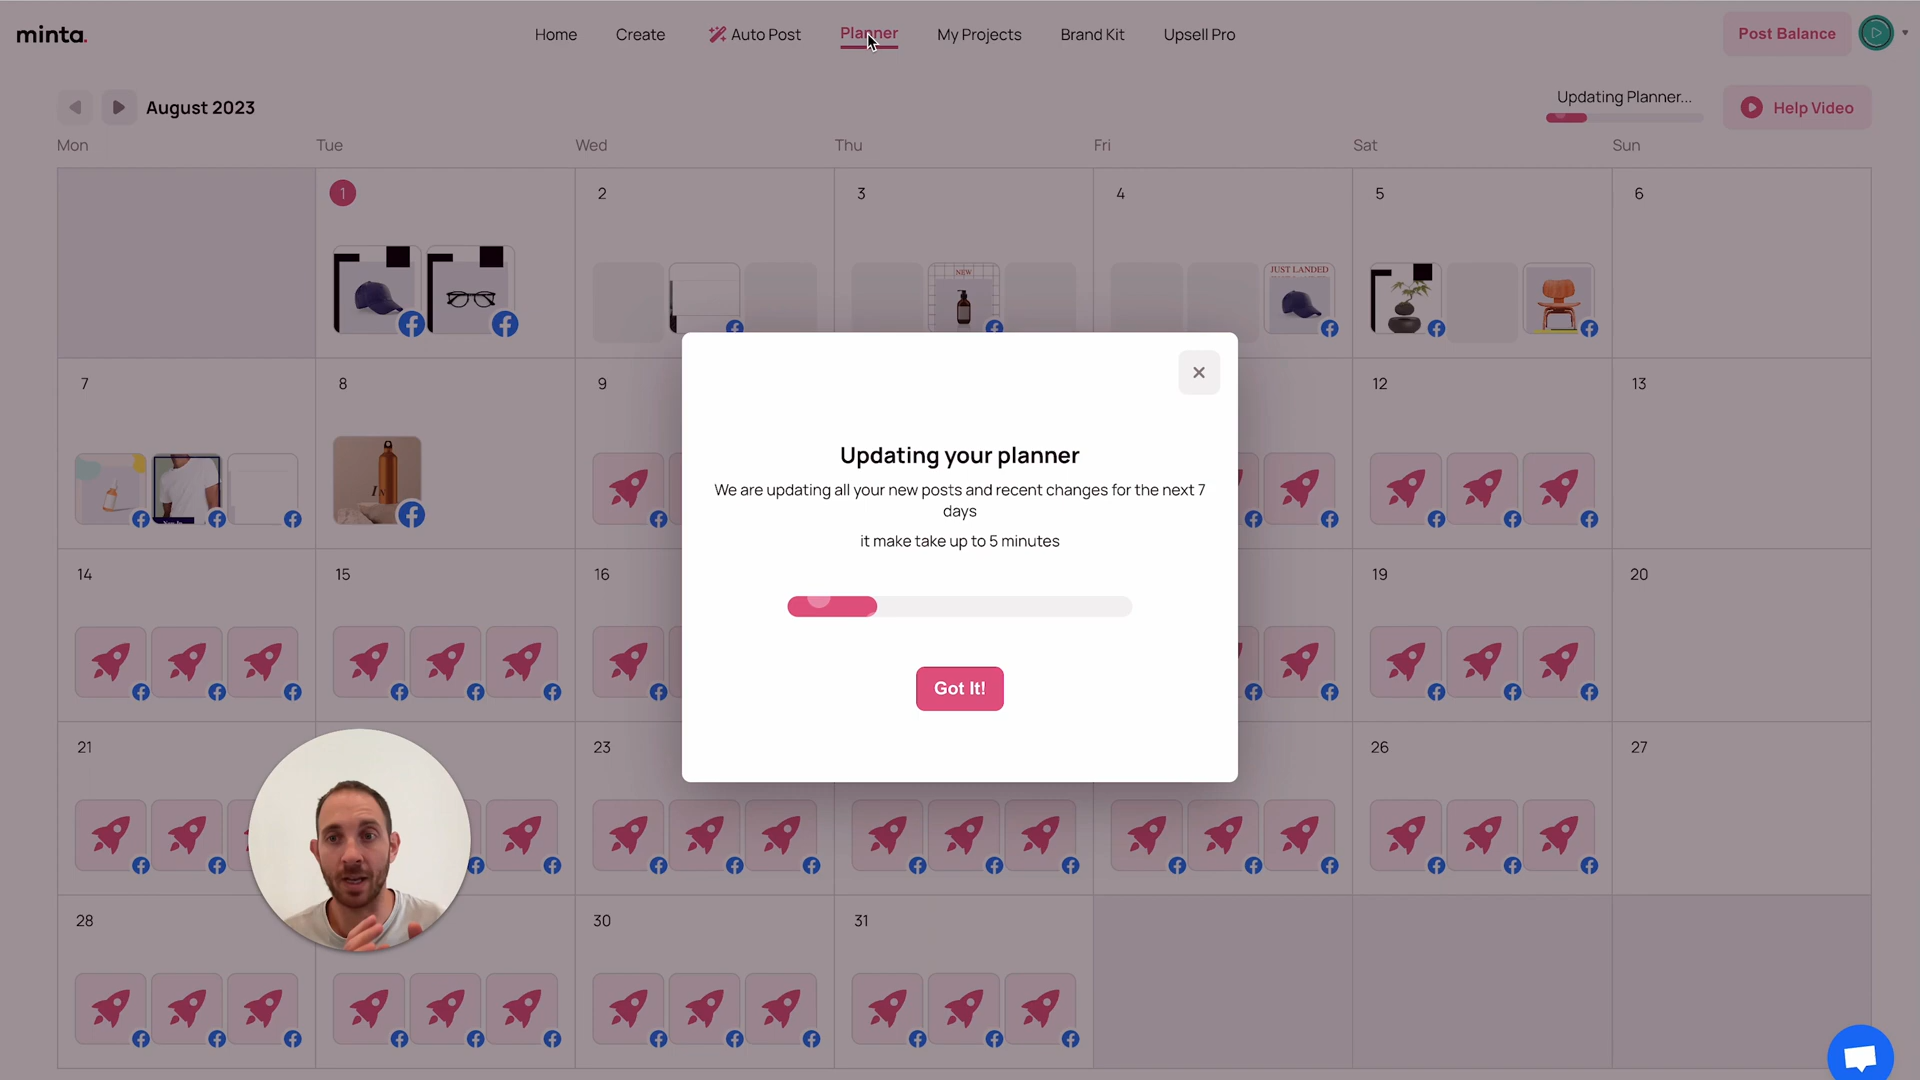 minta.
Home
Create
Auto Post
Planner
My Projects
Brand Kit
Upsell Pro
Post Balance
August 2023
Updating Planner...
Help Video
Mon
Tue
Wed
Thu
Fri
Sat
Sun
1
2
3
4
5
6
NEW
JUST LANDED
7
8
9
12
13
Updating your planner
We are updating all your new posts and recent changes for the next 7
days
it make take up to 5 minutes
Got It!
14
15
16
19
20
21
23
26
27
28
30
31